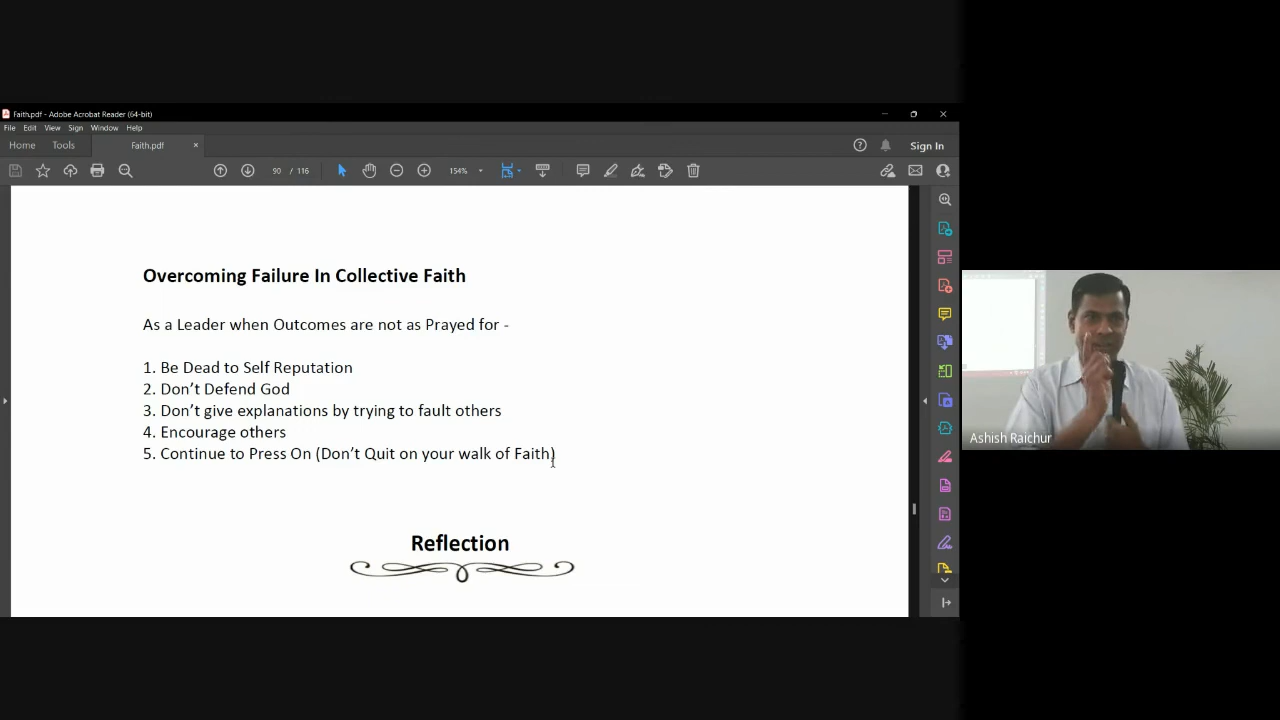 Faith.pdf - Adobe Acrobat Reader (64-bit)
File Edit View Sign Window Help
Home Tools Faith.pdf × Sign In
90 / 116 154%
Overcoming Failure In Collective Faith
As a Leader when Outcomes are not as Prayed for -
1. Be Dead to Self Reputation
2. Don’t Defend God
3. Don’t give explanations by trying to fault others
4. Encourage others
5. Continue to Press On (Don’t Quit on your walk of Faith)
Reflection
Ashish Raichur